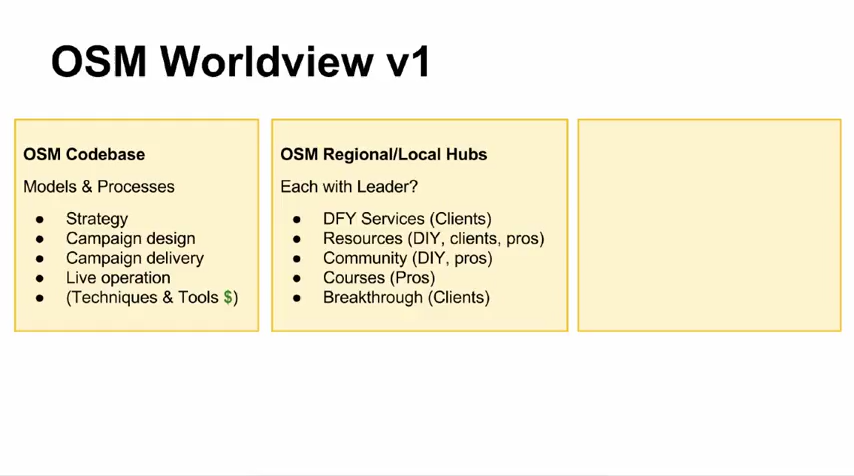 OSM Worldview v1
OSM Codebase
Models & Processes
● Strategy
● Campaign design
● Campaign delivery
● Live operation
● (Techniques & Tools $)
OSM Regional/Local Hubs
Each with Leader?
● DFY Services (Clients)
● Resources (DIY, clients, pros)
● Community (DIY, pros)
● Courses (Pros)
● Breakthrough (Clients)